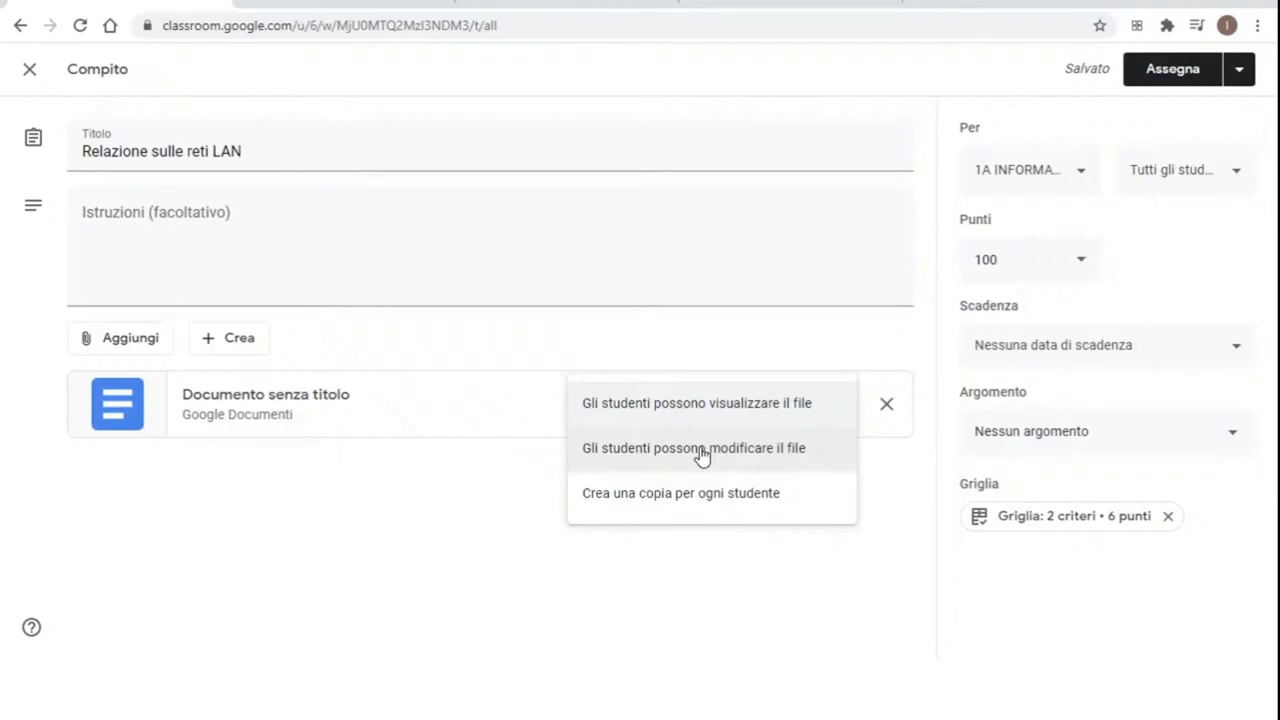 classroom.google.com/u/6/w/MjU0MTQ2MzI3NDM3/t/all
I
Compito
Salvato
Assegna
Titolo
Relazione sulle reti LAN
Istruzioni (facoltativo)
Aggiungi
Crea
Documento senza titolo
Google Documenti
Gli studenti possono visualizzare il file
Gli studenti possono modificare il file
Crea una copia per ogni studente
Per
1A INFORMA...
Tutti gli stud...
Punti
100
Scadenza
Nessuna data di scadenza
Argomento
Nessun argomento
Griglia
Griglia: 2 criteri • 6 punti